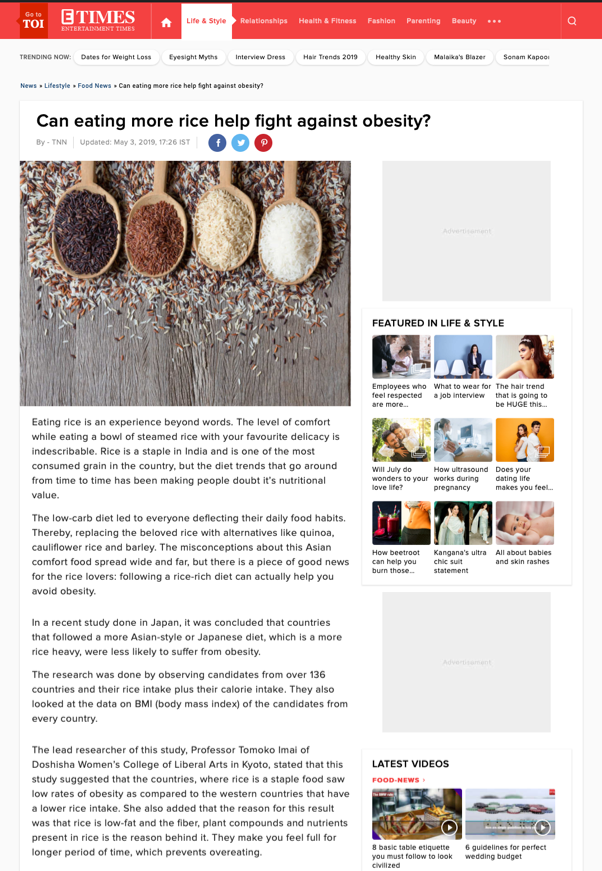 Go to
TOI
ETIMES
ENTERTAINMENT TIMES
Life & Style
Relationships
Health & Fitness
Fashion
Parenting
Beauty
TRENDING NOW:
Dates for Weight Loss
Eyesight Myths
Interview Dress
Hair Trends 2019
Healthy Skin
Malaika's Blazer
Sonam Kapoo
News » Lifestyle » Food News » Can eating more rice help fight against obesity?
Can eating more rice help fight against obesity?
By - TNN
Updated: May 3, 2019, 17:26 IST
Eating rice is an experience beyond words. The level of comfort
while eating a bowl of steamed rice with your favourite delicacy is
indescribable. Rice is a staple in India and is one of the most
consumed grain in the country, but the diet trends that go around
from time to time has been making people doubt it's nutritional
value.
The low-carb diet led to everyone deflecting their daily food habits.
Thereby, replacing the beloved rice with alternatives like quinoa,
cauliflower rice and barley. The misconceptions about this Asian
comfort food spread wide and far, but there is a piece of good news
for the rice lovers: following a rice-rich diet can actually help you
avoid obesity.
In a recent study done in Japan, it was concluded that countries
that followed a more Asian-style or Japanese diet, which is a more
rice heavy, were less likely to suffer from obesity.
The research was done by observing candidates from over 136
countries and their rice intake plus their calorie intake. They also
looked at the data on BMI (body mass index) of the candidates from
every country.
The lead researcher of this study, Professor Tomoko Imai of
Doshisha Women's College of Liberal Arts in Kyoto, stated that this
study suggested that the countries, where rice is a staple food saw
low rates of obesity as compared to the western countries that have
a lower rice intake. She also added that the reason for this result
was that rice is low-fat and the fiber, plant compounds and nutrients
present in rice is the reason behind it. They make you feel full for
longer period of time, which prevents overeating.
Advertisement
FEATURED IN LIFE & STYLE
Employees who
feel respected
are more...
What to wear for
a job interview
The hair trend
that is going to
be HUGE this...
Will July do
wonders to your
love life?
How ultrasound
works during
pregnancy
Does your
dating life
makes you feel...
How beetroot
can help you
burn those...
Kangana's ultra
chic suit
statement
All about babies
and skin rashes
Advertisement
LATEST VIDEOS
FOOD-NEWS ›
8 basic table etiquette
you must follow to look
civilized
6 guidelines for perfect
wedding budget